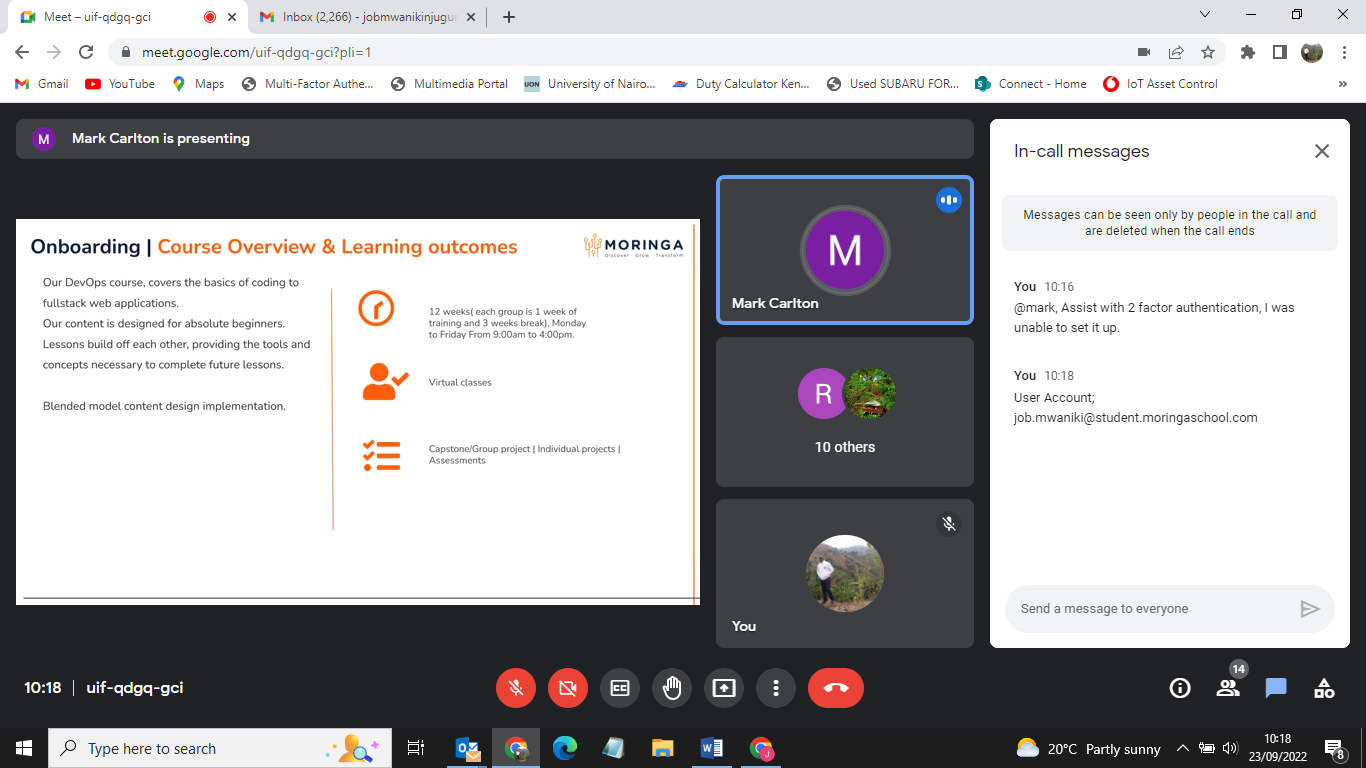 Meet – uif-qdgq-gci
Inbox (2,266) - jobmwanikinjugu
meet.google.com/uif-qdgq-gci?pli=1
Gmail
YouTube
Maps
Multi-Factor Authe...
Multimedia Portal
UON
University of Nairo...
Duty Calculator Ken...
Used SUBARU FOR...
Connect - Home
IoT Asset Control
»
M
Mark Carlton is presenting
Onboarding | Course Overview & Learning outcomes
MORINGA
Discover · Grow · Transform
Our DevOps course, covers the basics of coding to
fullstack web applications.
Our content is designed for absolute beginners.
Lessons build off each other, providing the tools and
concepts necessary to complete future lessons.
Blended model content design implementation.
12 weeks( each group is 1 week of
training and 3 weeks break), Monday
to Friday From 9:00am to 4:00pm.
Virtual classes
Capstone/Group project | Individual projects |
Assessments
M
Mark Carlton
R
10 others
You
In-call messages
Messages can be seen only by people in the call and
are deleted when the call ends
You 10:16
@mark, Assist with 2 factor authentication, I was
unable to set it up.
You 10:18
User Account;
job.mwaniki@student.moringaschool.com
Send a message to everyone
10:18 | uif-qdgq-gci
CC
14
Type here to search
20°C Partly sunny
10:18
23/09/2022
8